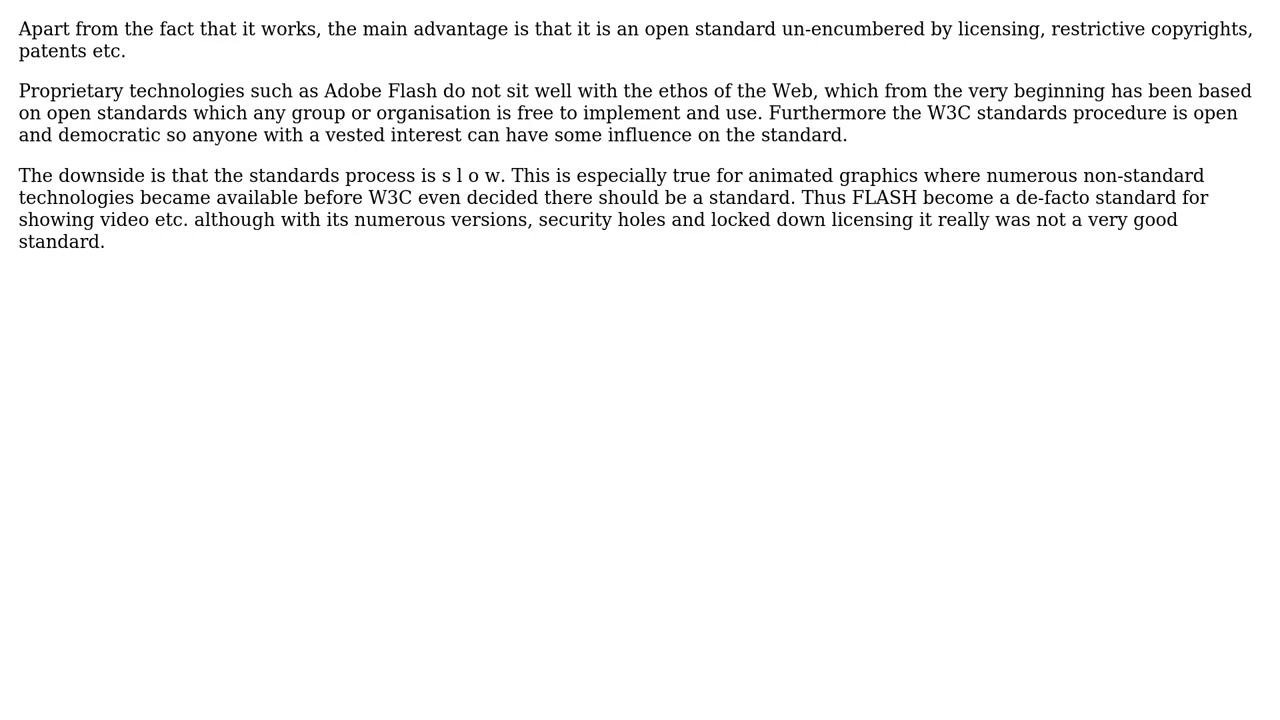 Apart from the fact that it works, the main advantage is that it is an open standard un-encumbered by licensing, restrictive copyrights,
patents etc.
Proprietary technologies such as Adobe Flash do not sit well with the ethos of the Web, which from the very beginning has been based
on open standards which any group or organisation is free to implement and use. Furthermore the W3C standards procedure is open
and democratic so anyone with a vested interest can have some influence on the standard.
The downside is that the standards process is s l o w. This is especially true for animated graphics where numerous non-standard
technologies became available before W3C even decided there should be a standard. Thus FLASH become a de-facto standard for
showing video etc. although with its numerous versions, security holes and locked down licensing it really was not a very good
standard.